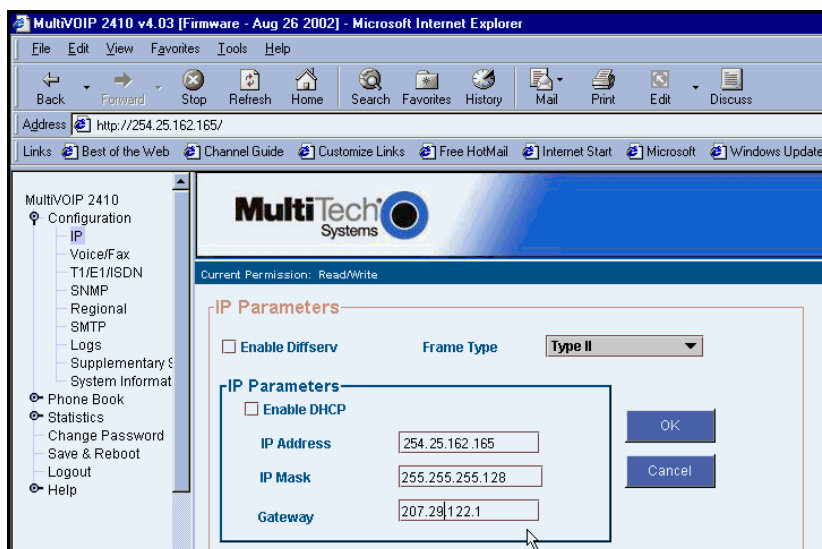 MultiVOIP 2410 v4.03 [Firmware - Aug 26 2002] - Microsoft Internet Explorer
File Edit View Favorites Tools Help
Back Forward Stop Refresh Home Search Favorites History Mail Print Edit Discuss
Address http://254.25.162.165/
Links Best of the Web Channel Guide Customize Links Free HotMail Internet Start Microsoft Windows Update
MultiVOIP 2410
Configuration
IP
Voice/Fax
T1/E1/ISDN
SNMP
Regional
SMTP
Logs
Supplementary S
System Informat
Phone Book
Statistics
Change Password
Save & Reboot
Logout
Help
MultiTech
Systems
Current Permission: Read/Write
IP Parameters
Enable Diffserv Frame Type Type II
IP Parameters
Enable DHCP
IP Address 254.25.162.165
IP Mask 255.255.255.128
Gateway 207.29.122.1
OK
Cancel